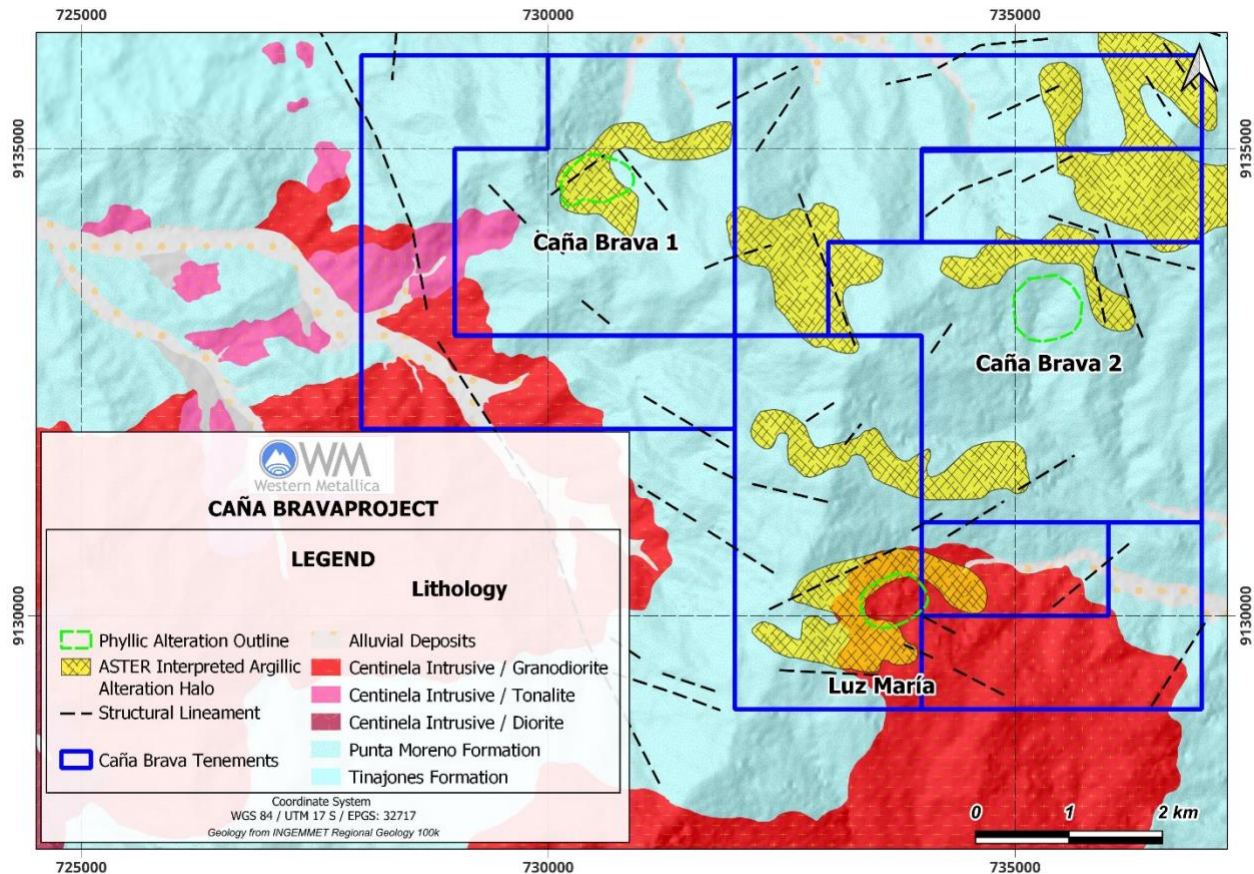 725000
730000
735000
9135000
9135000
Caña Brava 1
Caña Brava 2
WM
Western Metallica
CAÑA BRAVAPROJECT
LEGEND
Lithology
Phyllic Alteration Outline
ASTER Interpreted Argillic
Alteration Halo
Structural Lineament
Caña Brava Tenements
Alluvial Deposits
Centinela Intrusive / Granodiorite
Centinela Intrusive / Tonalite
Centinela Intrusive / Diorite
Punta Moreno Formation
Tinajones Formation
Coordinate System
WGS 84 / UTM 17 S / EPGS: 32717
Geology from INGEMMET Regional Geology 100k
9130000
9130000
Luz María
0 1 2 km
725000
730000
735000